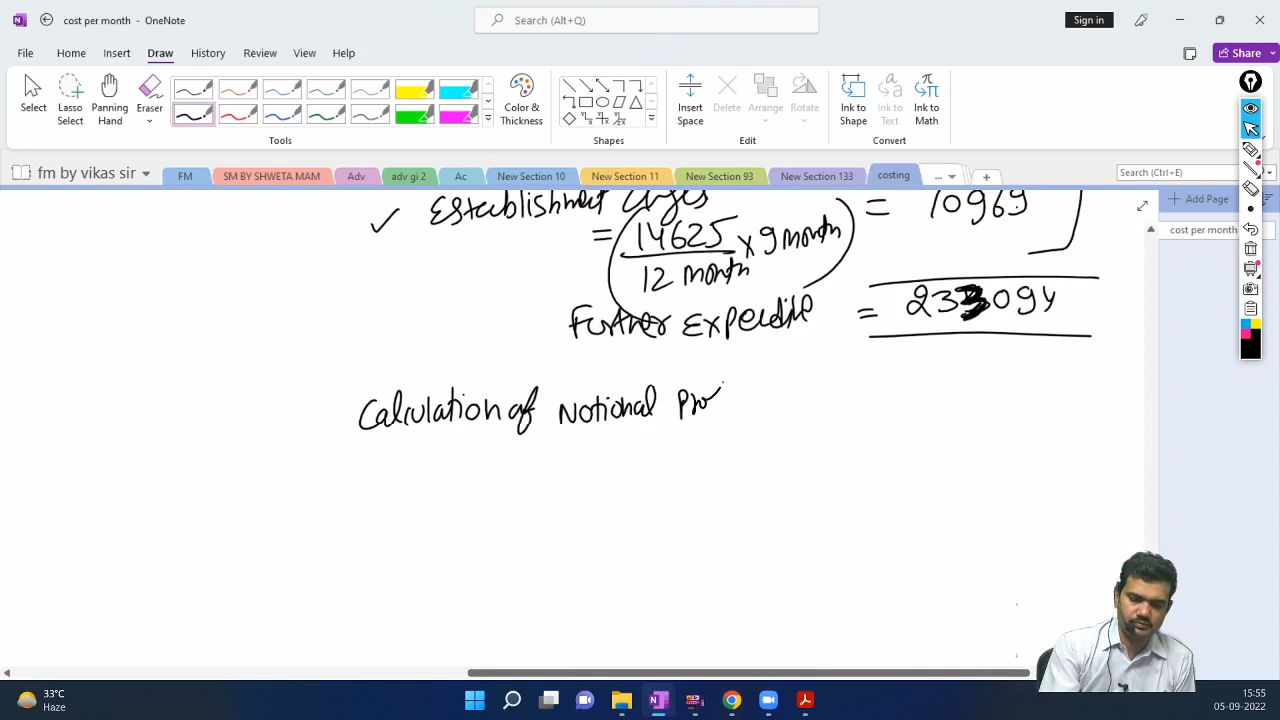 cost per month - OneNote
Search (Alt+Q)
Sign in
File Home Insert Draw History Review View Help
Share
Select
Lasso Select
Panning Hand
Eraser
Color & Thickness
Insert Space
Delete
Arrange
Rotate
Ink to Shape
Ink to Text
Ink to Math
Tools
Shapes
Edit
Convert
fm by vikas sir
FM
SM BY SHWETA MAM
Adv
adv gi 2
Ac
New Section 10
New Section 11
New Section 93
New Section 133
costing
...
Search (Ctrl+E)
Add Page
cost per month
✓ Establishment = 10969
= 14625 × 9 month
12 month
Further = 233094
Calculation of Notional Pro
33°C
Haze
15:55
05-09-2022